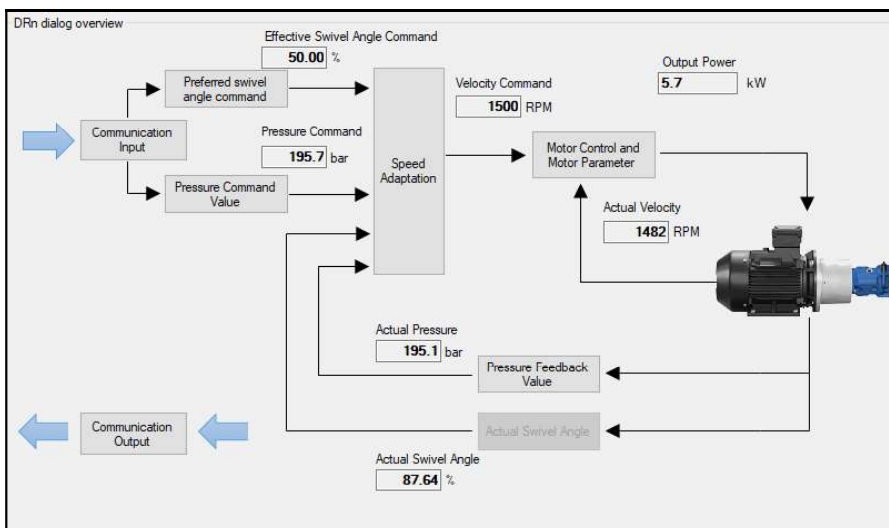 DRn dialog overview
Effective Swivel Angle Command
50.00 %
Preferred swivel
angle command
Communication
Input
Pressure Command
195.7 bar
Pressure Command
Value
Speed
Adaptation
Velocity Command
1500 RPM
Output Power
5.7 kW
Motor Control and
Motor Parameter
Actual Velocity
1482 RPM
Actual Pressure
195.1 bar
Pressure Feedback
Value
Communication
Output
Actual Swivel Angle
Actual Swivel Angle
87.64 %